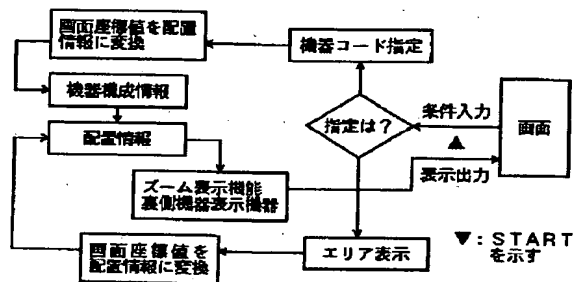 画面座標値を配置
情報に変換
機器コード指定
機器構成情報
条件入力
画面
指定は?
▲
配置情報
表示出力
ズーム表示機能
裏側機器表示機器
画面座標値を
配置情報に変換
エリア表示
▼:START
を示す